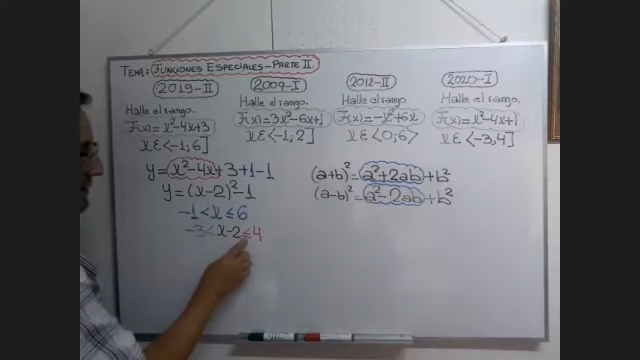 TEMA: FUNCIONES ESPECIALES-PARTE II.
2019-II
Halle el rango.
F(x)=x²-4x+3
x∈<-1;6]
2009-I
Halle el rango.
F(x)=3x²-6x+1
x∈<-1;2]
2012-II
Halle el rango.
F(x)=-x²+6x
x∈<0;6>
2020-I
Halle el rango.
F(x)=x²-4x+1
x∈<-3,4]
y=x²-4x+3+1-1
y=(x-2)²-1
-1<x≤6
-3<x-2≤4
(a+b)²=a²+2ab+b²
(a-b)²=a²-2ab+b²